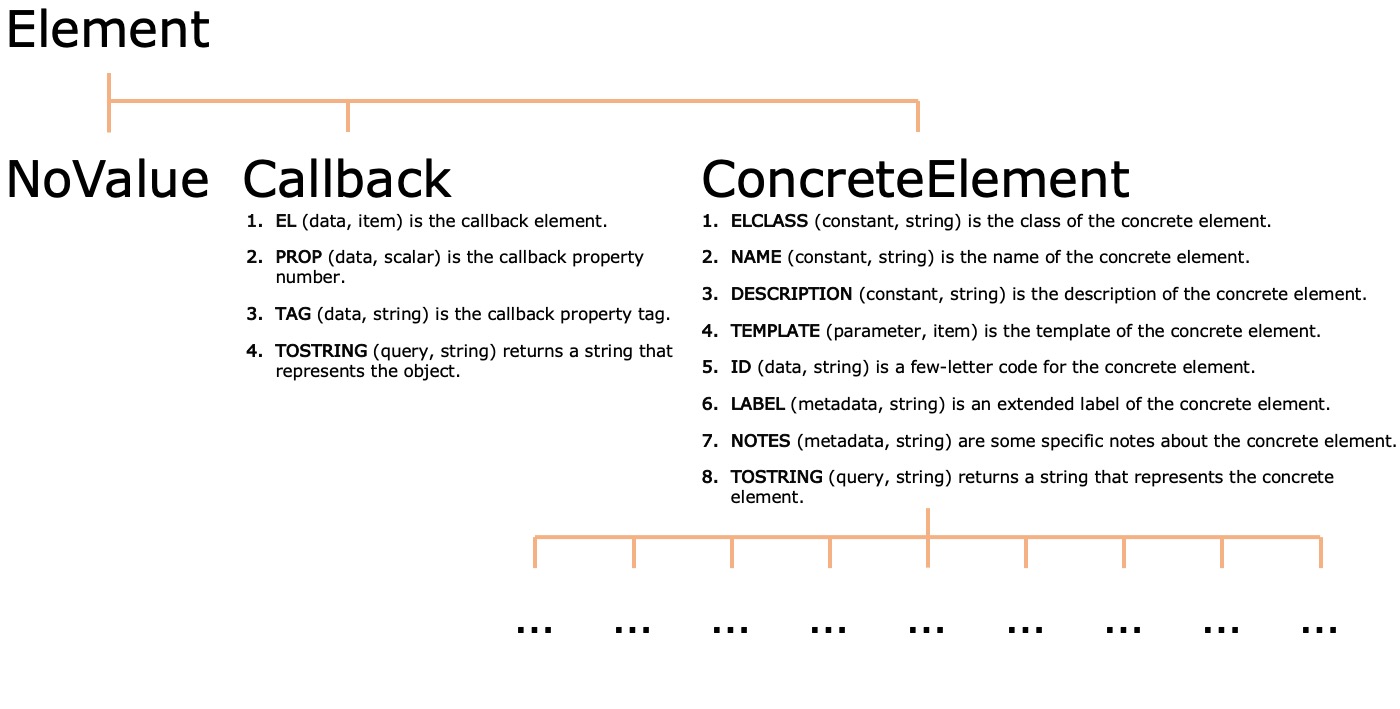 Element
NoValue
Callback
1. EL (data, item) is the callback element.
2. PROP (data, scalar) is the callback property
number.
3. TAG (data, string) is the callback property tag.
4. TOSTRING (query, string) returns a string that
represents the object.
ConcreteElement
1. ELCLASS (constant, string) is the class of the concrete element.
2. NAME (constant, string) is the name of the concrete element.
3. DESCRIPTION (constant, string) is the description of the concrete element.
4. TEMPLATE (parameter, item) is the template of the concrete element.
5. ID (data, string) is a few-letter code for the concrete element.
6. LABEL (metadata, string) is an extended label of the concrete element.
7. NOTES (metadata, string) are some specific notes about the concrete element.
8. TOSTRING (query, string) returns a string that represents the concrete
element.
... ... ... ... ... ... ... ... ...